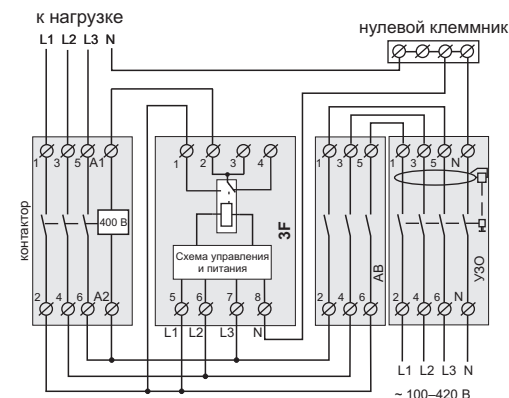 к нагрузке
L1 L2 L3 N
нулевой клеммник
1 3 5 A1
1 2 3 4
1 3 5
1 3 5 N
контактор
400 В
3F
Схема управления
и питания
АВ
УЗО
2 4 6 A2
5 6 7 8
2 4 6
2 4 6 N
L1 L2 L3 N
L1 L2 L3 N
~ 100–420 В